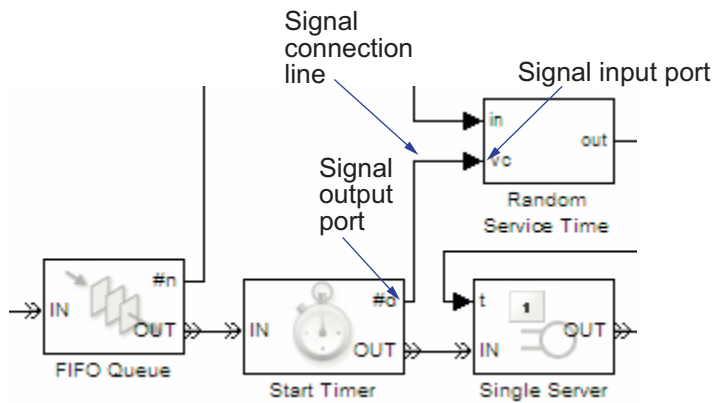 Signal
connection
line
Signal input port
in
out
vc
Signal
output
port
Random
Service Time
#n
IN
OUT
FIFO Queue
#d
IN
OUT
Start Timer
t
1
OUT
IN
Single Server